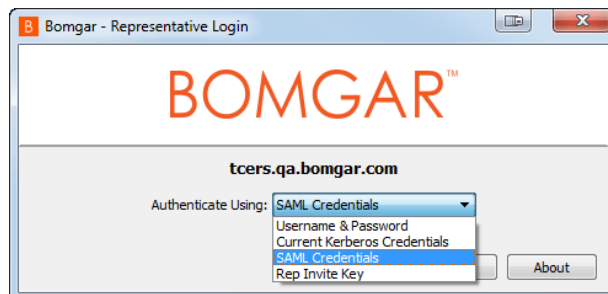 B Bomgar - Representative Login
BOMGAR™
tcers.qa.bomgar.com
Authenticate Using: SAML Credentials
Username & Password
Current Kerberos Credentials
SAML Credentials
Rep Invite Key
About